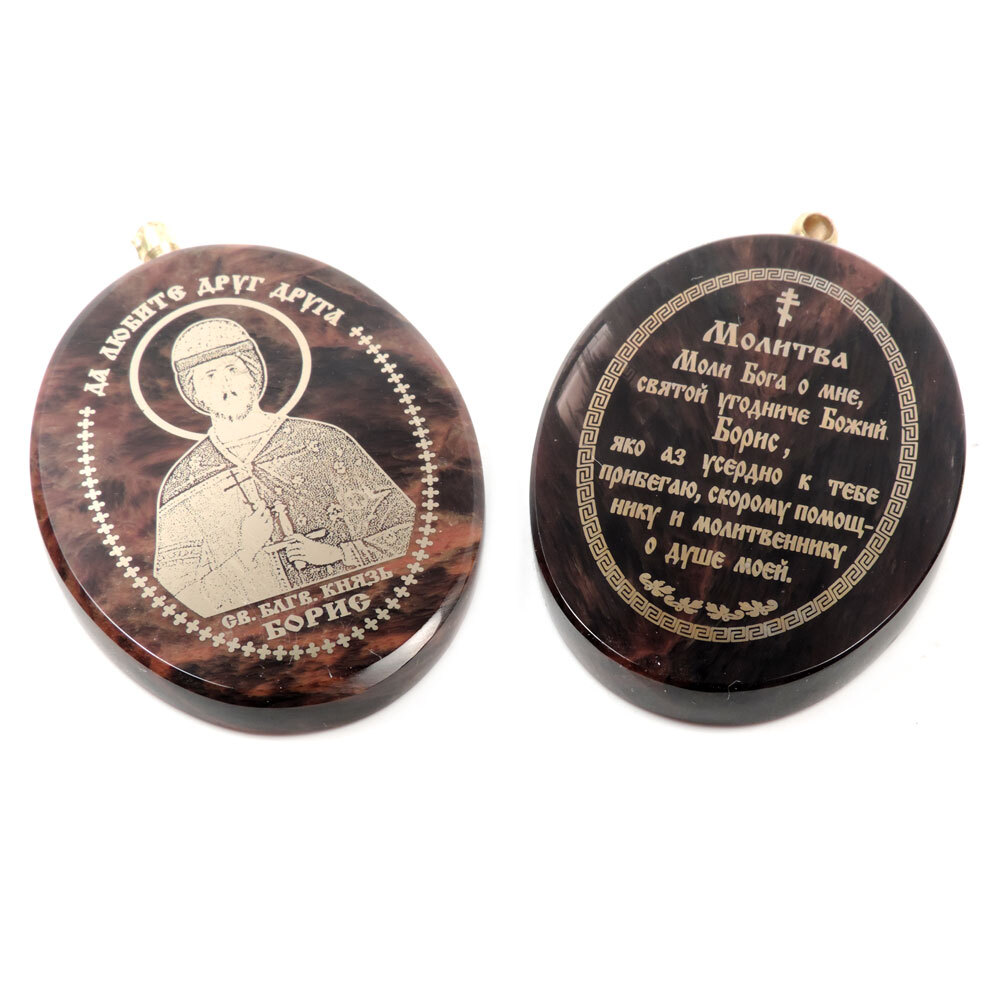 ДА ЛЮБИТЕ ДРУГ ДРУГА
СВ. БЛГВ. КНЯЗЬ
БОРИС
Молитва
Моли Бога о мне,
святой угодниче Божий
Борис,
яко аз усердно к тебе
прибегаю, скорому помощ-
нику и молитвеннику
о душе моей.